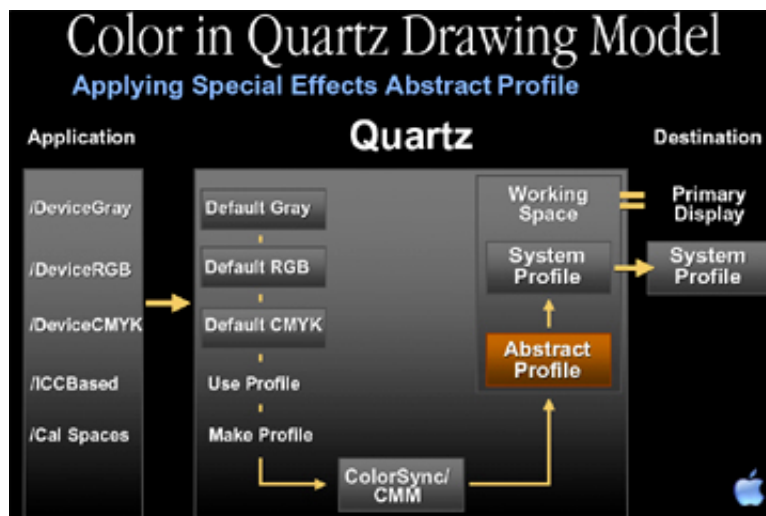 Color in Quartz Drawing Model
Applying Special Effects Abstract Profile
Application
Quartz
Destination
/DeviceGray
/DeviceRGB
/DeviceCMYK
/ICCBased
/Cal Spaces
Default Gray
Default RGB
Default CMYK
Use Profile
Make Profile
ColorSync/
CMM
Working
Space
System
Profile
Abstract
Profile
Primary
Display
System
Profile